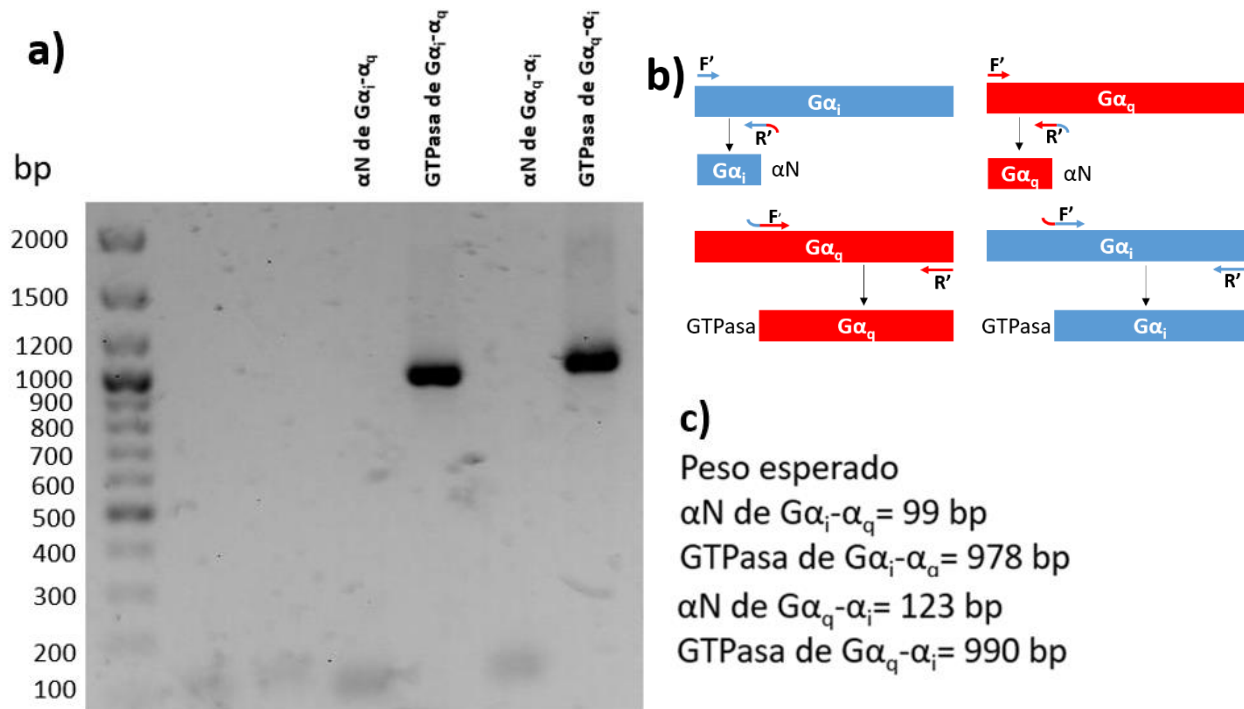 a)
αN de Gαi-αq
GTPasa de Gαi-αq
αN de Gαq-αi
GTPasa de Gαq-αi
bp
2000
1500
1200
1000
900
800
700
600
500
400
300
200
100
b)
F’
Gαi
R’
Gαi αN
F’
Gαq
R’
Gαq αN
F’
Gαq
R’
GTPasa Gαq
F’
Gαi
R’
GTPasa Gαi
c)
Peso esperado
αN de Gαi-αq= 99 bp
GTPasa de Gαi-αq= 978 bp
αN de Gαq-αi= 123 bp
GTPasa de Gαq-αi= 990 bp